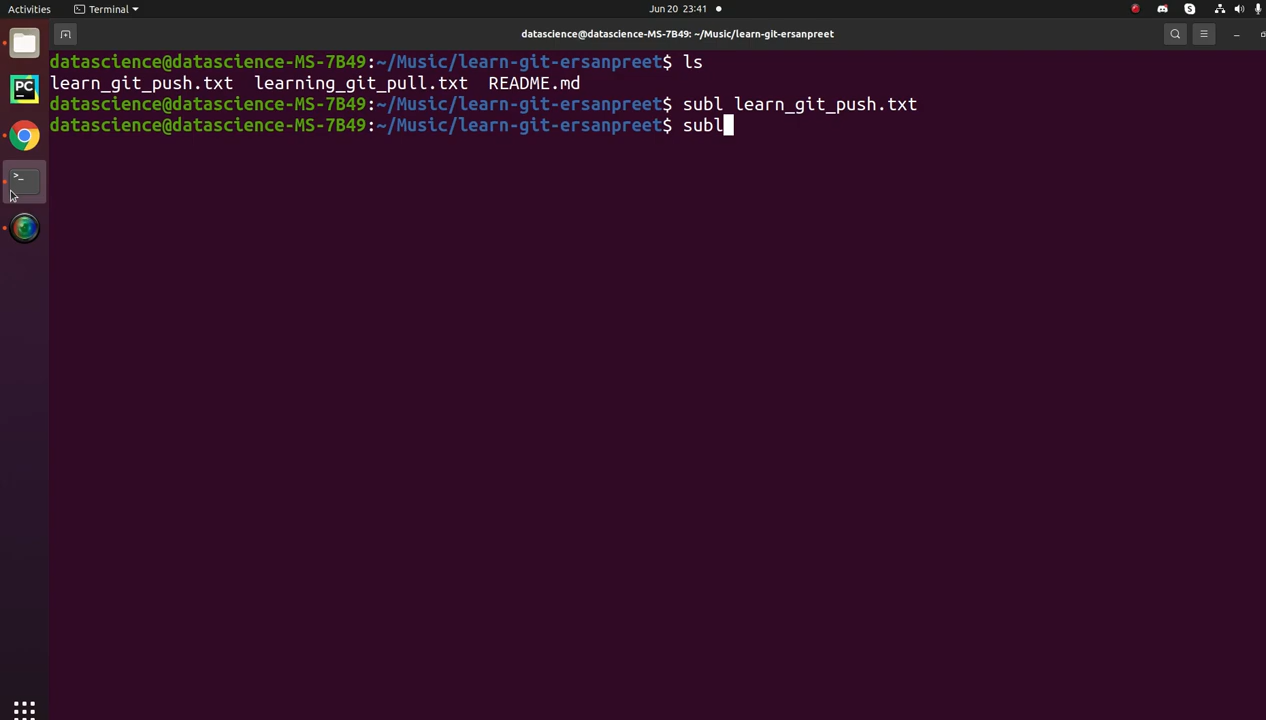 Activities Terminal Jun 20 23:41
datascience@datascience-MS-7B49: ~/Music/learn-git-ersanpreet
datascience@datascience-MS-7B49:~/Music/learn-git-ersanpreet$ ls
learn_git_push.txt learning_git_pull.txt README.md
datascience@datascience-MS-7B49:~/Music/learn-git-ersanpreet$ subl learn_git_push.txt
datascience@datascience-MS-7B49:~/Music/learn-git-ersanpreet$ subl
PC
>_